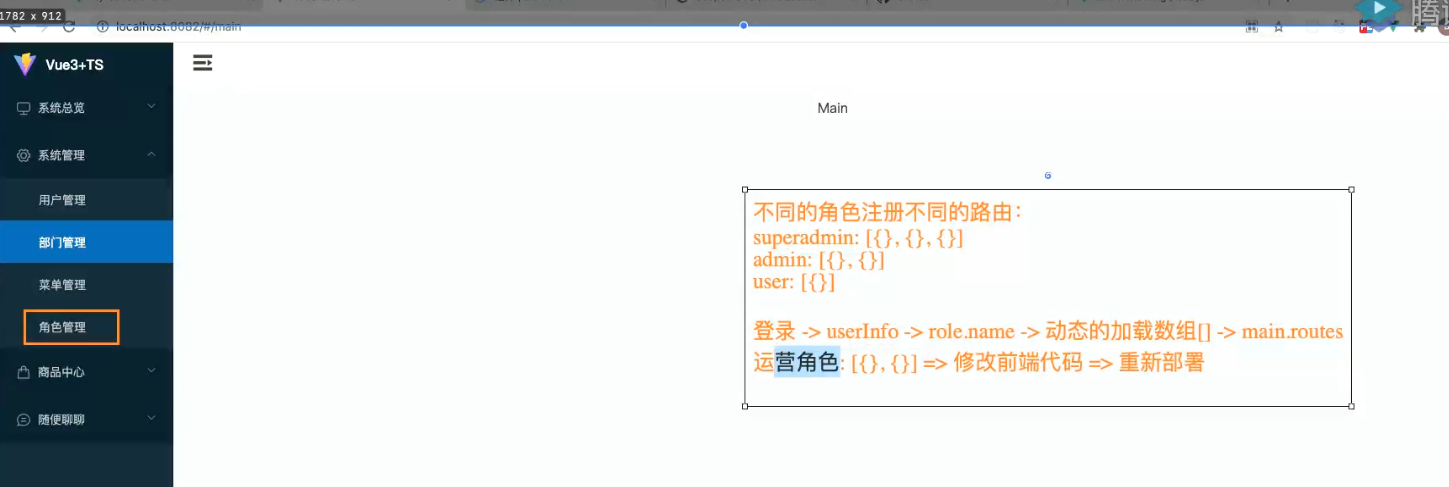 1782 x 912
localhost:8082/#/main
Vue3+TS
系统总览
系统管理
用户管理
部门管理
菜单管理
角色管理
商品中心
随便聊聊
Main
不同的角色注册不同的路由：
superadmin: [{}, {}, {}]
admin: [{}, {}]
user: [{}]
登录 -> userInfo -> role.name -> 动态的加载数组[] -> main.routes
运营角色: [{}, {}] => 修改前端代码 => 重新部署